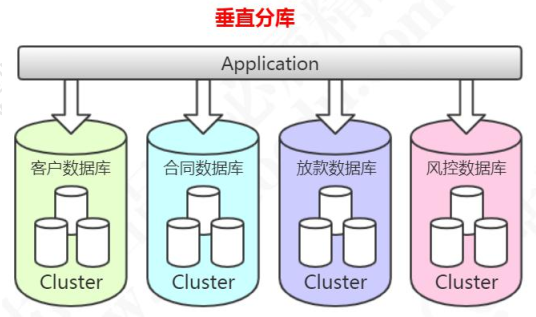 垂直分库
Application
客户数据库
合同数据库
放款数据库
风控数据库
Cluster
Cluster
Cluster
Cluster